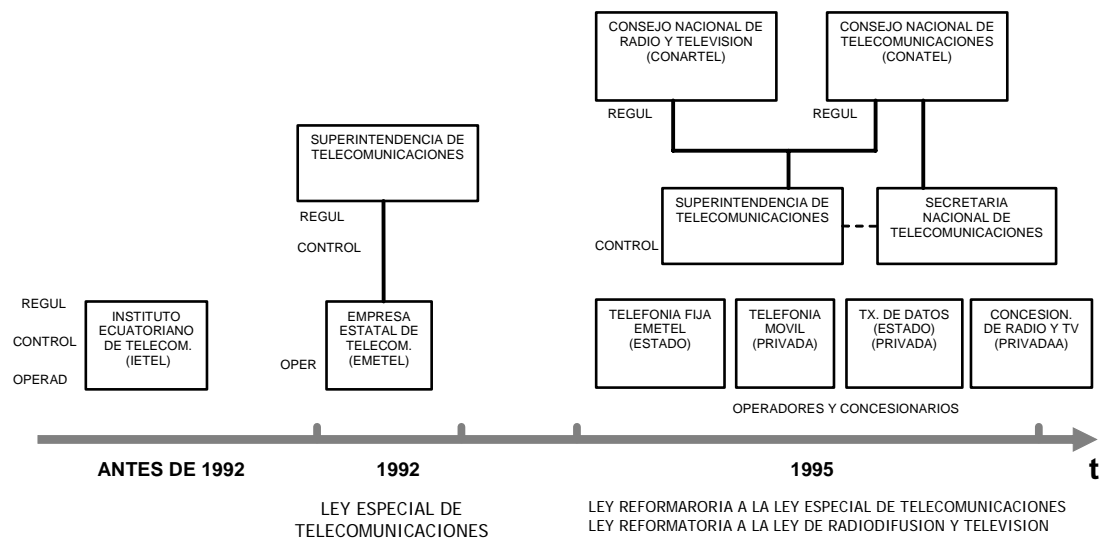 CONSEJO NACIONAL DE
RADIO Y TELEVISION
(CONARTEL)
CONSEJO NACIONAL DE
TELECOMUNICACIONES
(CONATEL)
REGUL
REGUL
SUPERINTENDENCIA DE
TELECOMUNICACIONES
REGUL
CONTROL
SUPERINTENDENCIA DE
TELECOMUNICACIONES
SECRETARIA
NACIONAL DE
TELECOMUNICACIONES
CONTROL
REGUL
CONTROL
OPERAD
INSTITUTO
ECUATORIANO
DE TELECOM.
(IETEL)
OPER
EMPRESA
ESTATAL DE
TELECOM.
(EMETEL)
TELEFONIA FIJA
EMETEL
(ESTADO)
TELEFONIA
MOVIL
(PRIVADA)
TX. DE DATOS
(ESTADO)
(PRIVADA)
CONCESION.
DE RADIO Y TV
(PRIVADAA)
OPERADORES Y CONCESIONARIOS
ANTES DE 1992
1992
1995
t
LEY ESPECIAL DE
TELECOMUNICACIONES
LEY REFORMARORIA A LA LEY ESPECIAL DE TELECOMUNICACIONES
LEY REFORMATORIA A LA LEY DE RADIODIFUSION Y TELEVISION